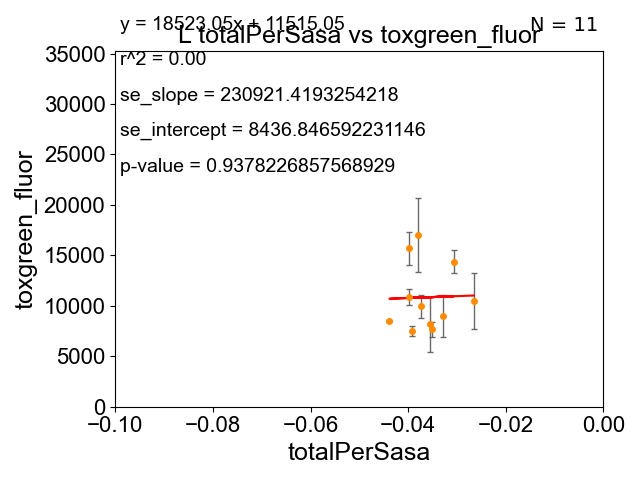 y = 18523.05x + 11515.05
N = 11
L totalPerSasa vs toxgreen_fluor
r^2 = 0.00
se_slope = 230921.4193254218
se_intercept = 8436.846592231146
p-value = 0.9378226857568929
toxgreen_fluor
35000
30000
25000
20000
15000
10000
5000
0
−0.10
−0.08
−0.06
−0.04
−0.02
0.00
totalPerSasa